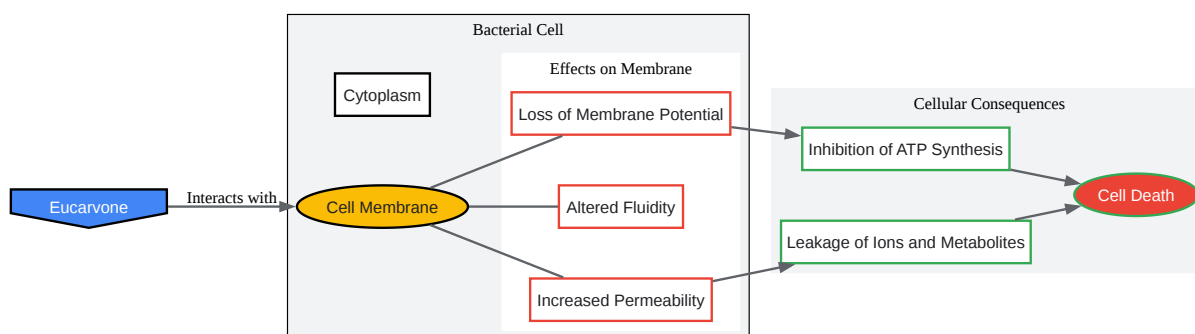 Bacterial Cell
Effects on Membrane
Cytoplasm
Loss of Membrane Potential
Cellular Consequences
Inhibition of ATP Synthesis
Eucarvone
Interacts with
Cell Membrane
Altered Fluidity
Cell Death
Leakage of Ions and Metabolites
Increased Permeability